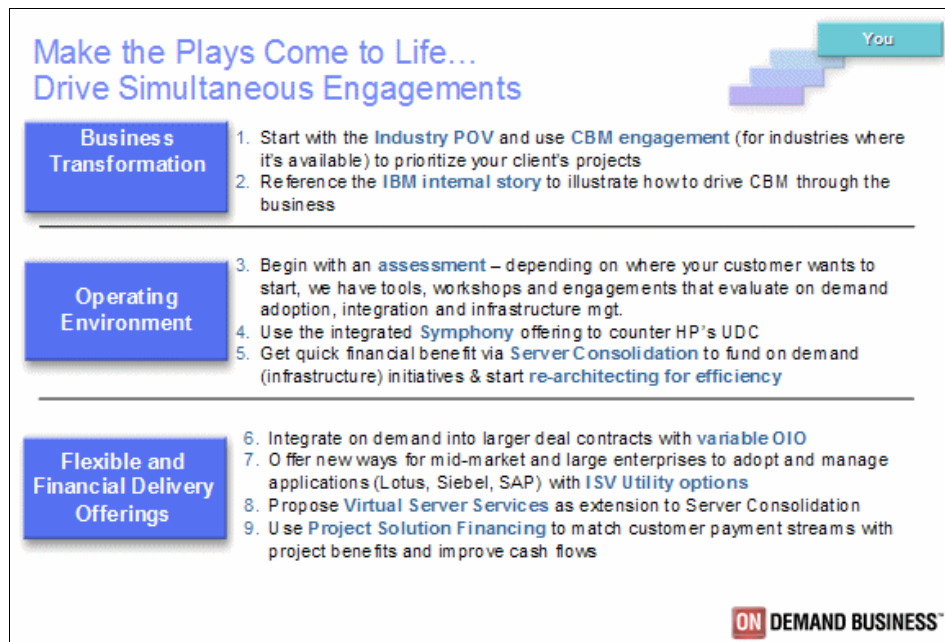 Make the Plays Come to Life…
Drive Simultaneous Engagements
You
Business
Transformation
1. Start with the Industry POV and use CBM engagement (for industries where
it's available) to prioritize your client's projects
2. Reference the IBM internal story to illustrate how to drive CBM through the
business
Operating
Environment
3. Begin with an assessment – depending on where your customer wants to
start, we have tools, workshops and engagements that evaluate on demand
adoption, integration and infrastructure mgt.
4. Use the integrated Symphony offering to counter HP's UDC
5. Get quick financial benefit via Server Consolidation to fund on demand
(infrastructure) initiatives & start re-architecting for efficiency
Flexible and
Financial Delivery
Offerings
6. Integrate on demand into larger deal contracts with variable OIO
7. Offer new ways for mid-market and large enterprises to adopt and manage
applications (Lotus, Siebel, SAP) with ISV Utility options
8. Propose Virtual Server Services as extension to Server Consolidation
9. Use Project Solution Financing to match customer payment streams with
project benefits and improve cash flows
ON DEMAND BUSINESS™